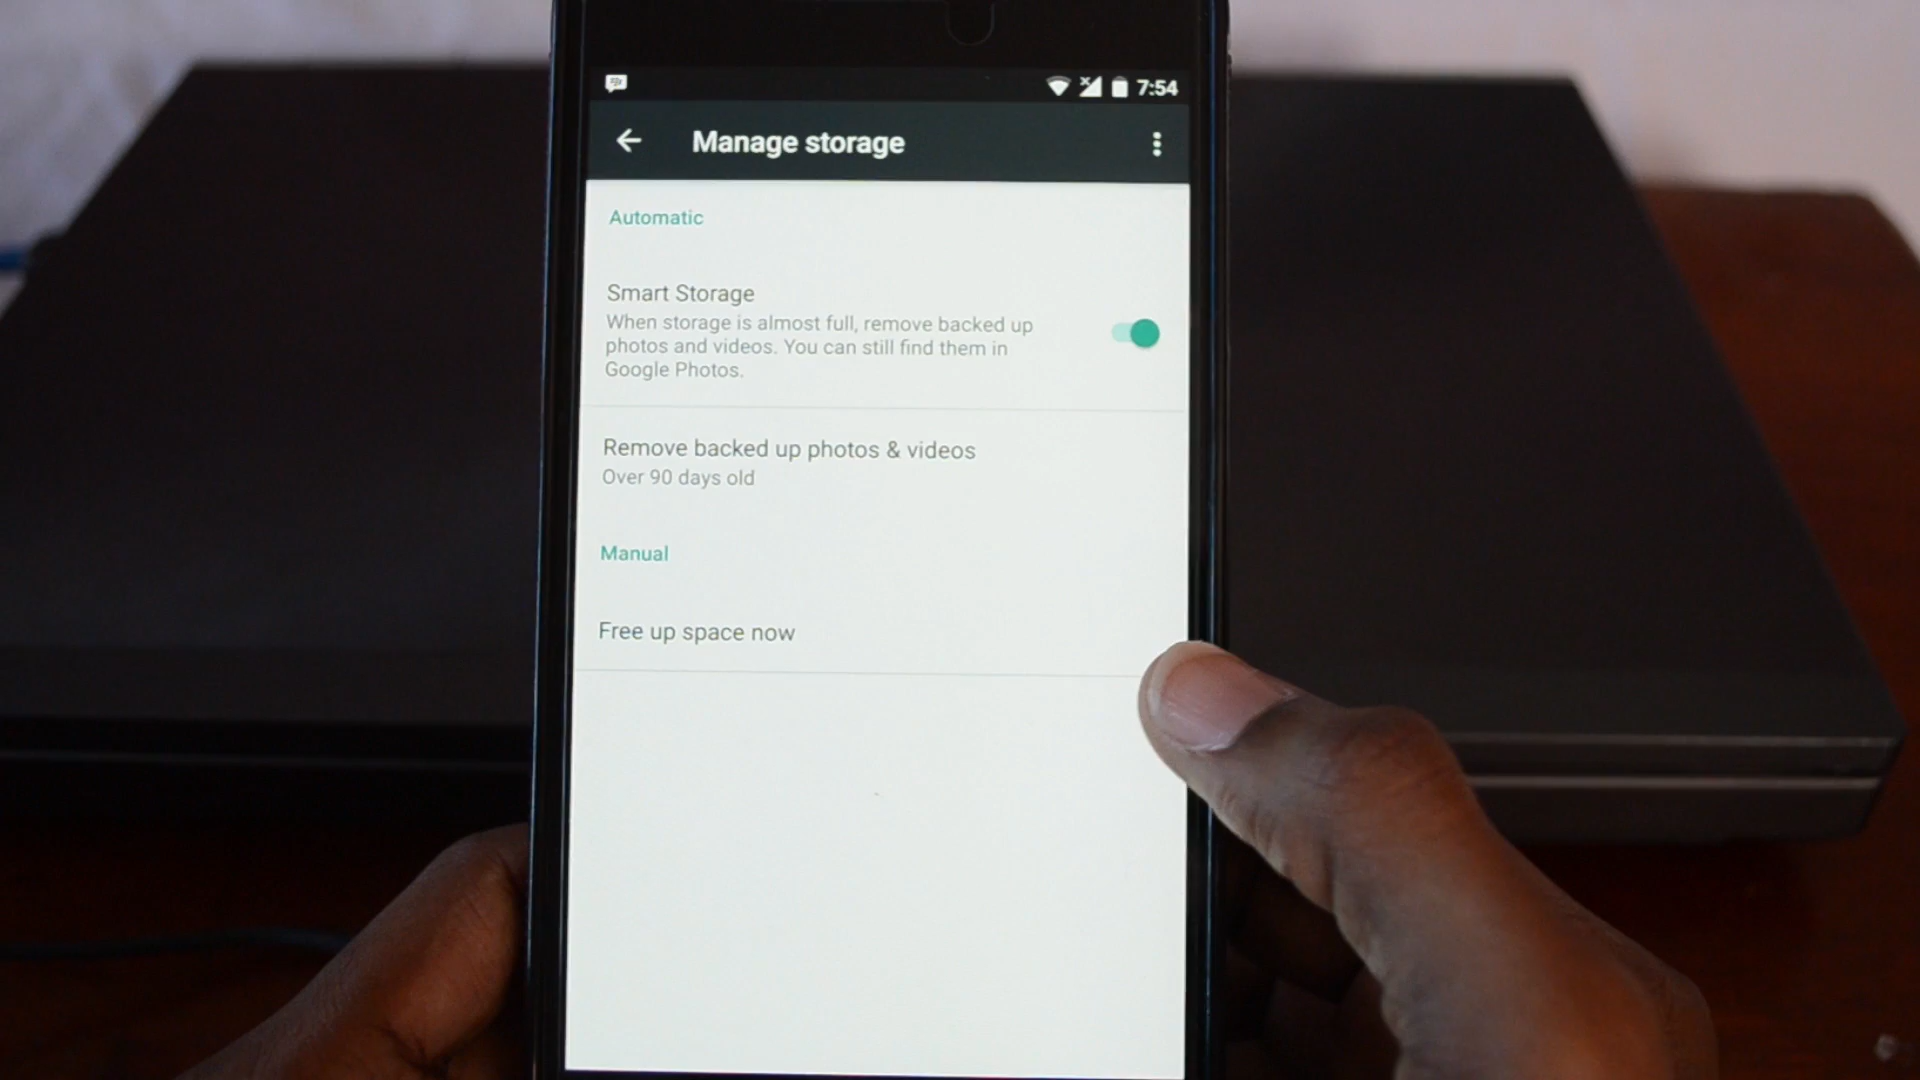 7:54
Manage storage
Automatic
Smart Storage
When storage is almost full, remove backed up
photos and videos. You can still find them in
Google Photos.
Remove backed up photos & videos
Over 90 days old
Manual
Free up space now